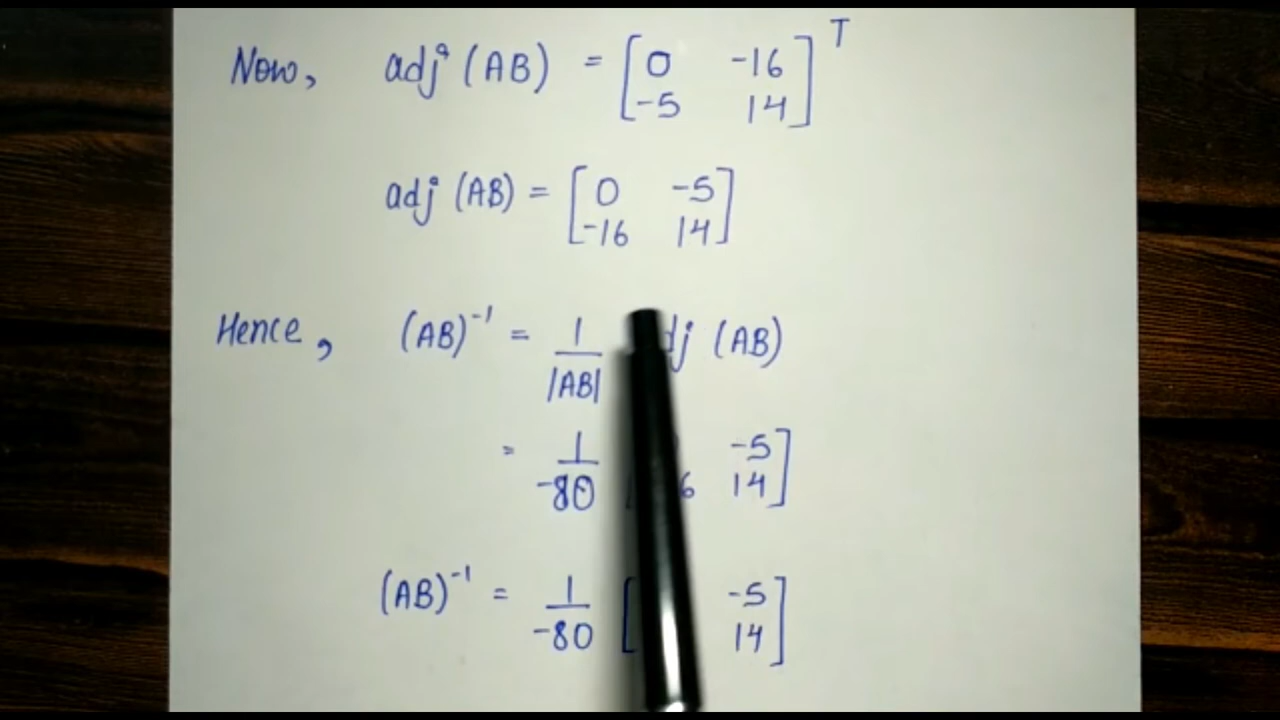 Now, adj (AB) = [0 -16
-5 14]ᵀ
adj (AB) = [0 -5
-16 14]
Hence, (AB)⁻¹ = 1/|AB| dj (AB)
= 1/-80 [ -5
6 14]
(AB)⁻¹ = 1/-80 [ -5
14]